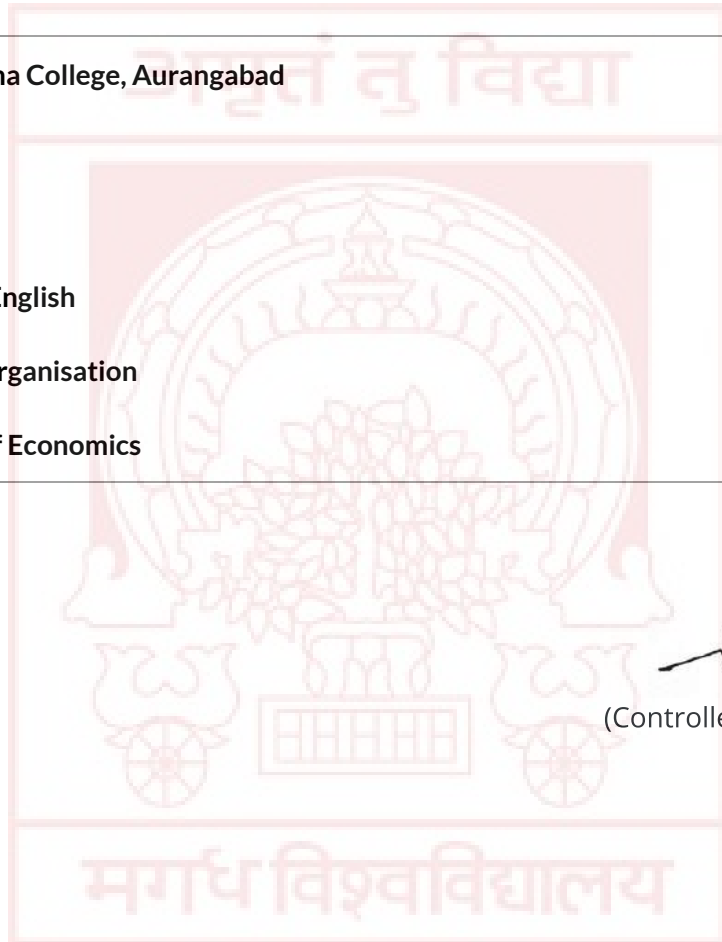 अमृतं तु विद्या
na College, Aurangabad
English
rganisation
f Economics
(Controlle
मगध विश्वविद्यालय